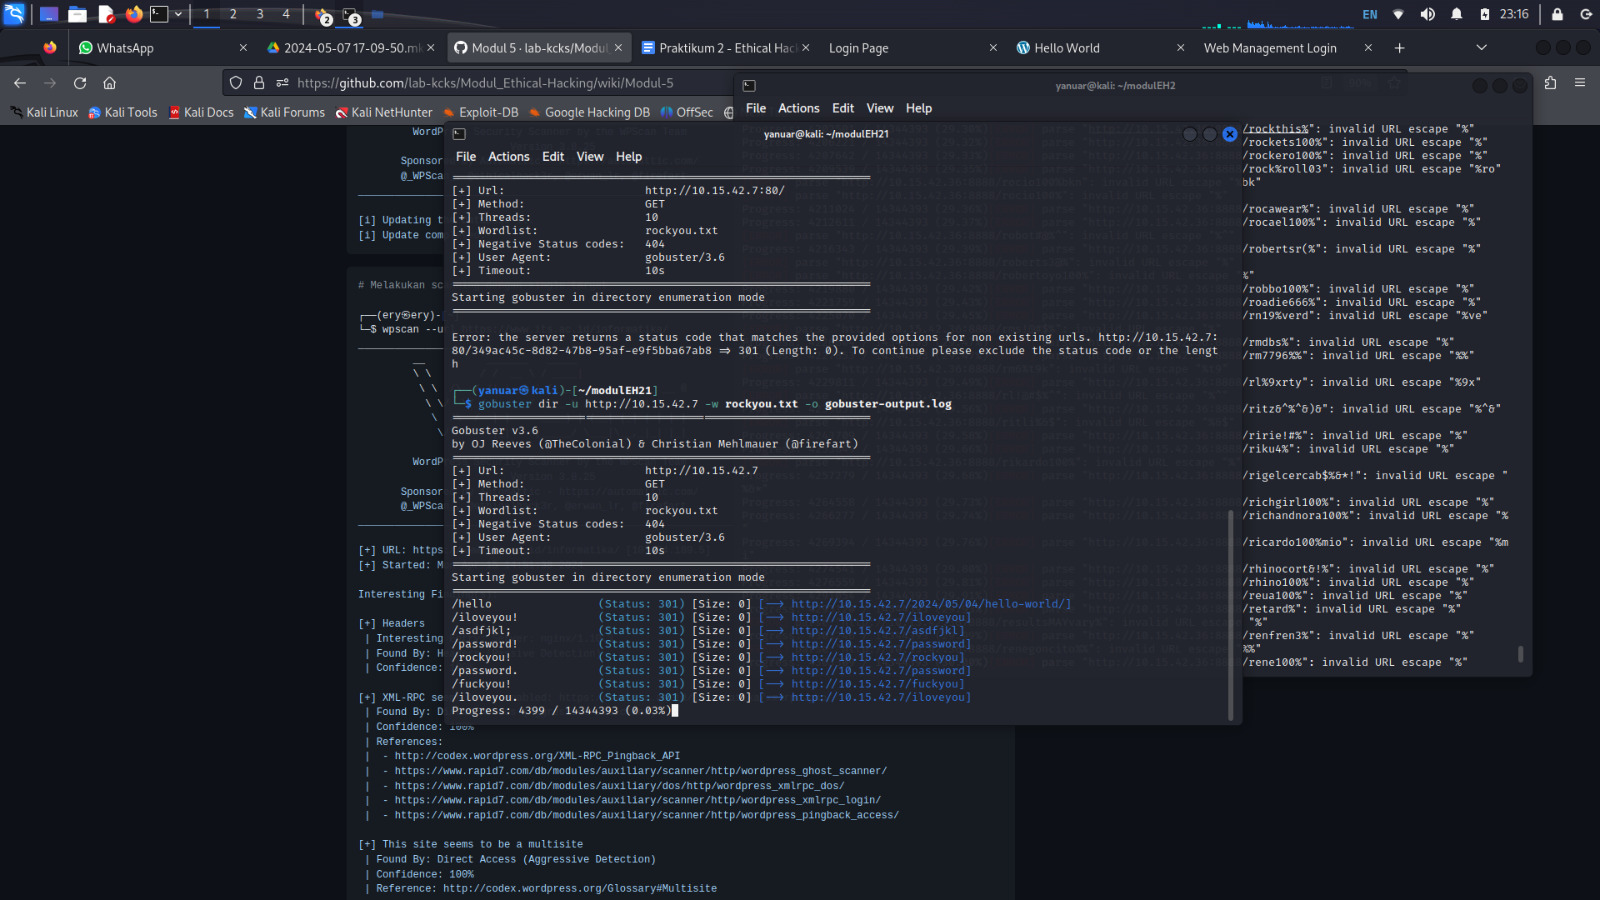 1 2 3 4 2 3 EN 23:16
WhatsApp 2024-05-07 17-09-50.mk Modul 5 · lab-kcks/Modul_ Praktikum 2 - Ethical Hac Login Page Hello World Web Management Login
https://github.com/lab-kcks/Modul_Ethical-Hacking/wiki/Modul-5
Kali Linux Kali Tools Kali Docs Kali Forums Kali NetHunter Exploit-DB Google Hacking DB OffSec
yanuar@kali: ~/modulEH2
File Actions Edit View Help
/rockthis%": invalid URL escape "%"
/rockets100%": invalid URL escape "%"
/rockero100%": invalid URL escape "%"
/rock%roll03": invalid URL escape "%ro"
bk"
/rocawear%": invalid URL escape "%"
/rocael100%": invalid URL escape "%"
/robertsr(%": invalid URL escape "%"
%"
/robbo100%": invalid URL escape "%"
/roadie666%": invalid URL escape "%"
/rn19%verd": invalid URL escape "%ve"
/rmdbs%": invalid URL escape "%"
/rm7796%%": invalid URL escape "%%"
/rl%9xrty": invalid URL escape "%9x"
/ritz&^%^&)&": invalid URL escape "%^&"
/ririe!#%": invalid URL escape "%"
/riku4%": invalid URL escape "%"
/rigelcercab$%&*!": invalid URL escape "
/richgirl100%": invalid URL escape "%"
/richandnora100%": invalid URL escape "%
/ricardo100%mio": invalid URL escape "%m
/rhinocort&!%": invalid URL escape "%"
/rhino100%": invalid URL escape "%"
/reua100%": invalid URL escape "%"
/retard%": invalid URL escape "%"
"%"
/renfren3%": invalid URL escape "%"
%%"
/rene100%": invalid URL escape "%"
yanuar@kali: ~/modulEH21
File Actions Edit View Help
[+] Url: http://10.15.42.7:80/
[+] Method: GET
[+] Threads: 10
[+] Wordlist: rockyou.txt
[+] Negative Status codes: 404
[+] User Agent: gobuster/3.6
[+] Timeout: 10s
Starting gobuster in directory enumeration mode
Error: the server returns a status code that matches the provided options for non existing urls. http://10.15.42.7:
80/349ac45c-8d82-47b8-95af-e9f5bba67ab8 => 301 (Length: 0). To continue please exclude the status code or the lengt
h
(yanuar㉿kali)-[~/modulEH21]
$ gobuster dir -u http://10.15.42.7 -w rockyou.txt -o gobuster-output.log
Gobuster v3.6
by OJ Reeves (@TheColonial) & Christian Mehlmauer (@firefart)
[+] Url: http://10.15.42.7
[+] Method: GET
[+] Threads: 10
[+] Wordlist: rockyou.txt
[+] Negative Status codes: 404
[+] User Agent: gobuster/3.6
[+] Timeout: 10s
Starting gobuster in directory enumeration mode
/hello (Status: 301) [Size: 0] [--> http://10.15.42.7/2024/05/04/hello-world/]
/iloveyou! (Status: 301) [Size: 0] [--> http://10.15.42.7/iloveyou]
/asdfjkl; (Status: 301) [Size: 0] [--> http://10.15.42.7/asdfjkl]
/password! (Status: 301) [Size: 0] [--> http://10.15.42.7/password]
/rockyou! (Status: 301) [Size: 0] [--> http://10.15.42.7/rockyou]
/password. (Status: 301) [Size: 0] [--> http://10.15.42.7/password]
/fuckyou! (Status: 301) [Size: 0] [--> http://10.15.42.7/fuckyou]
/iloveyou. (Status: 301) [Size: 0] [--> http://10.15.42.7/iloveyou]
Progress: 4399 / 14344393 (0.03%)
WordP
Sponsor
@_WPSca
[i] Updating t
[i] Update com
# Melakukan sc
(ery㉿ery)-[
$ wpscan --u
WordP
Sponsor
@_WPSca
[+] URL: https
[+] Started: M
Interesting Fi
[+] Headers
| Interesting
| Found By: H
| Confidence:
[+] XML-RPC se
| Found By: D
| Confidence: 100%
| References:
| - http://codex.wordpress.org/XML-RPC_Pingback_API
| - https://www.rapid7.com/db/modules/auxiliary/scanner/http/wordpress_ghost_scanner/
| - https://www.rapid7.com/db/modules/auxiliary/dos/http/wordpress_xmlrpc_dos/
| - https://www.rapid7.com/db/modules/auxiliary/scanner/http/wordpress_xmlrpc_login/
| - https://www.rapid7.com/db/modules/auxiliary/scanner/http/wordpress_pingback_access/
[+] This site seems to be a multisite
| Found By: Direct Access (Aggressive Detection)
| Confidence: 100%
| Reference: http://codex.wordpress.org/Glossary#Multisite